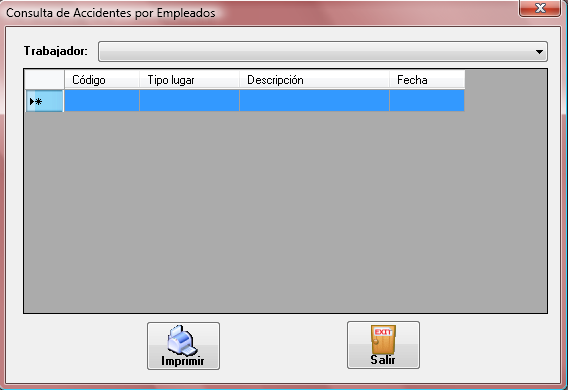 Consulta de Accidentes por Empleados
Trabajador:
Código Tipo lugar Descripción Fecha
EXIT
Imprimir Salir